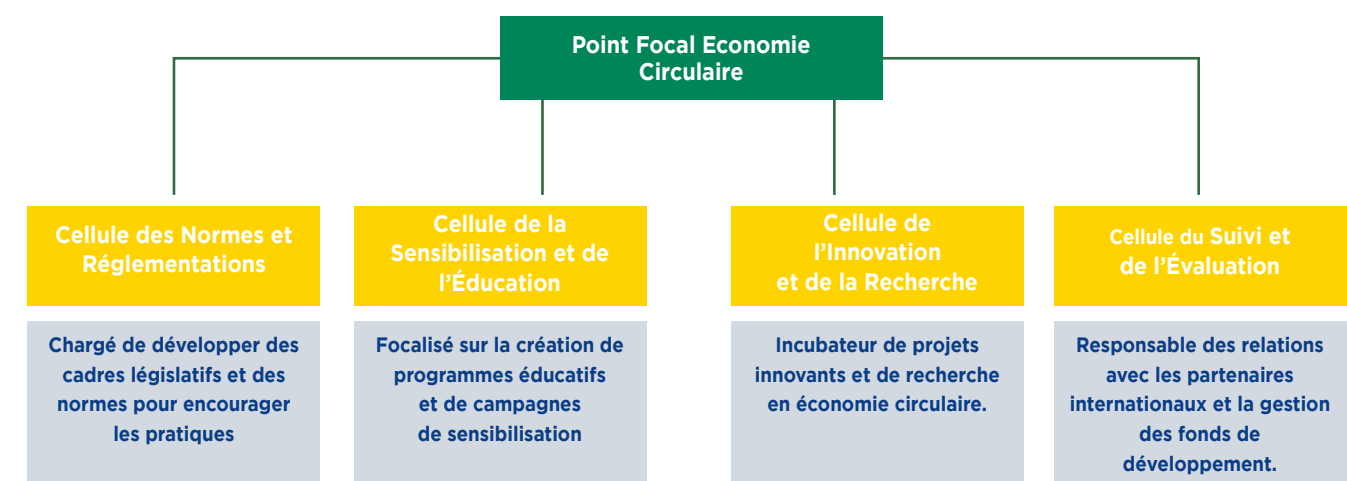 Point Focal Economie
Circulaire
Cellule des Normes et
Réglementations
Chargé de développer des
cadres législatifs et des
normes pour encourager
les pratiques
Cellule de la
Sensibilisation et de
l’Éducation
Focalisé sur la création de
programmes éducatifs
et de campagnes
de sensibilisation
Cellule de
l’Innovation
et de la Recherche
Incubateur de projets
innovants et de recherche
en économie circulaire.
Cellule du Suivi et
de l’Évaluation
Responsable des relations
avec les partenaires
internationaux et la gestion
des fonds de
développement.